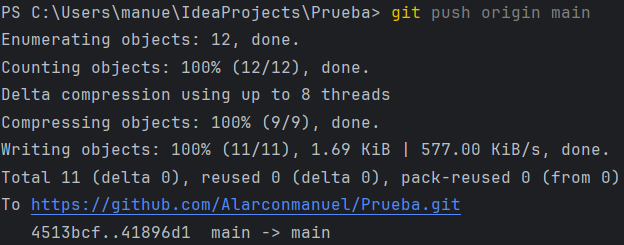 PS C:\Users\manue\IdeaProjects\Prueba> git push origin main
Enumerating objects: 12, done.
Counting objects: 100% (12/12), done.
Delta compression using up to 8 threads
Compressing objects: 100% (9/9), done.
Writing objects: 100% (11/11), 1.69 KiB | 577.00 KiB/s, done.
Total 11 (delta 0), reused 0 (delta 0), pack-reused 0 (from 0)
To https://github.com/Alarconmanuel/Prueba.git
   4513bcf..41896d1  main -> main